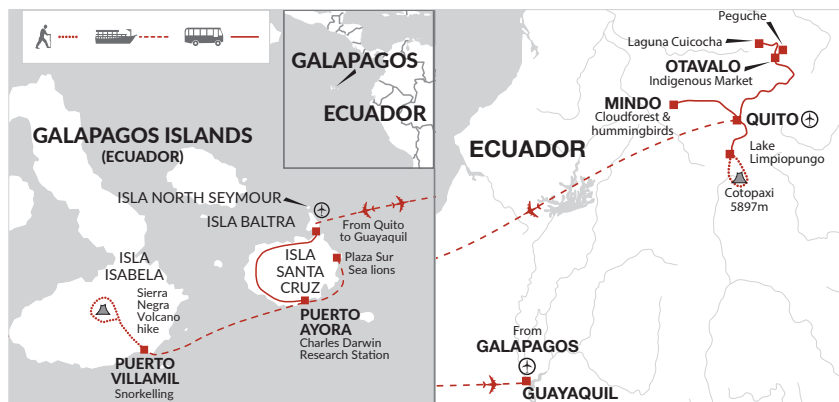 GALAPAGOS
ECUADOR
GALAPAGOS ISLANDS
(ECUADOR)
ISLA NORTH SEYMOUR
ISLA BALTRA
From Quito
to Guayaquil
ISLA
SANTA
CRUZ
Plaza Sur
Sea lions
ISLA
ISABELA
Sierra
Negra
Volcano
hike
PUERTO
AYORA
Charles Darwin
Research Station
PUERTO
VILLAMIL
Snorkelling
Peguche
Laguna Cuicocha
OTAVALO
Indigenous Market
MINDO
Cloudforest &
hummingbirds
QUITO
ECUADOR
Lake
Limpiopungo
Cotopaxi
5897m
From
GALAPAGOS
GUAYAQUIL